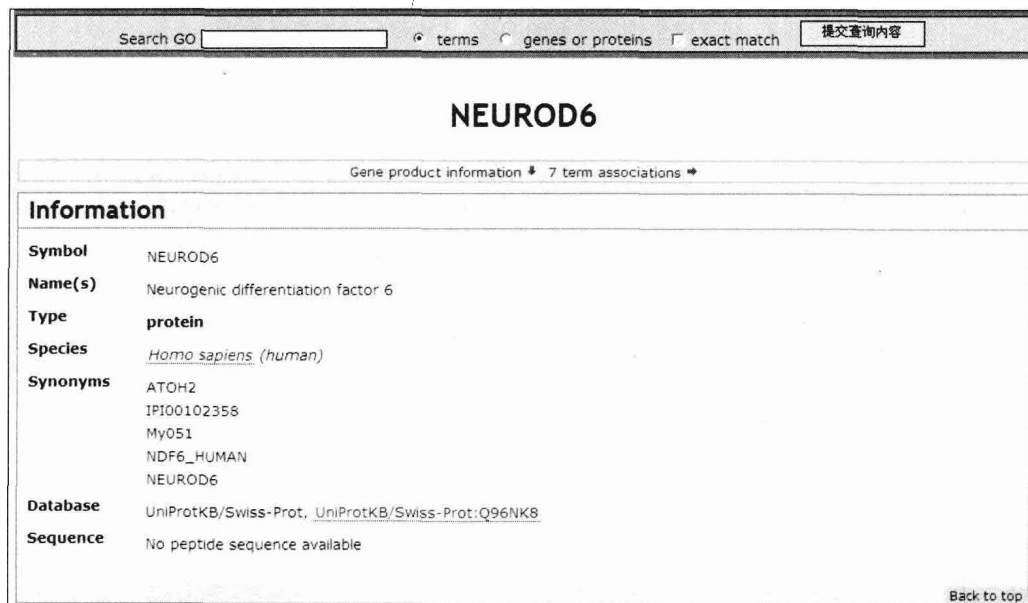 Search GO terms genes or proteins exact match 提交查询内容
NEUROD6
Gene product information 7 term associations
Information
Symbol NEUROD6
Name(s) Neurogenic differentiation factor 6
Type protein
Species Homo sapiens (human)
Synonyms ATOH2
IPI00102358
My051
NDF6_HUMAN
NEUROD6
Database UniProtKB/Swiss-Prot, UniProtKB/Swiss-Prot:Q96NK8
Sequence No peptide sequence available
Back to top